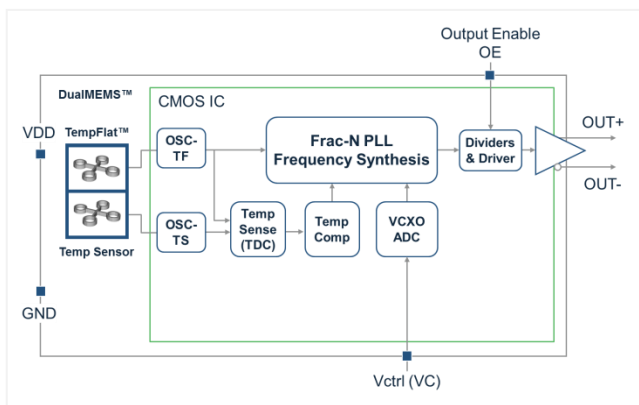 Output Enable
OE
DualMEMS™
CMOS IC
VDD
TempFlat™
OSC-
TF
Frac-N PLL
Frequency Synthesis
Dividers
& Driver
OUT+
OUT-
OSC-
TS
Temp
Sense
(TDC)
Temp
Comp
VCXO
ADC
Temp Sensor
GND
Vctrl (VC)